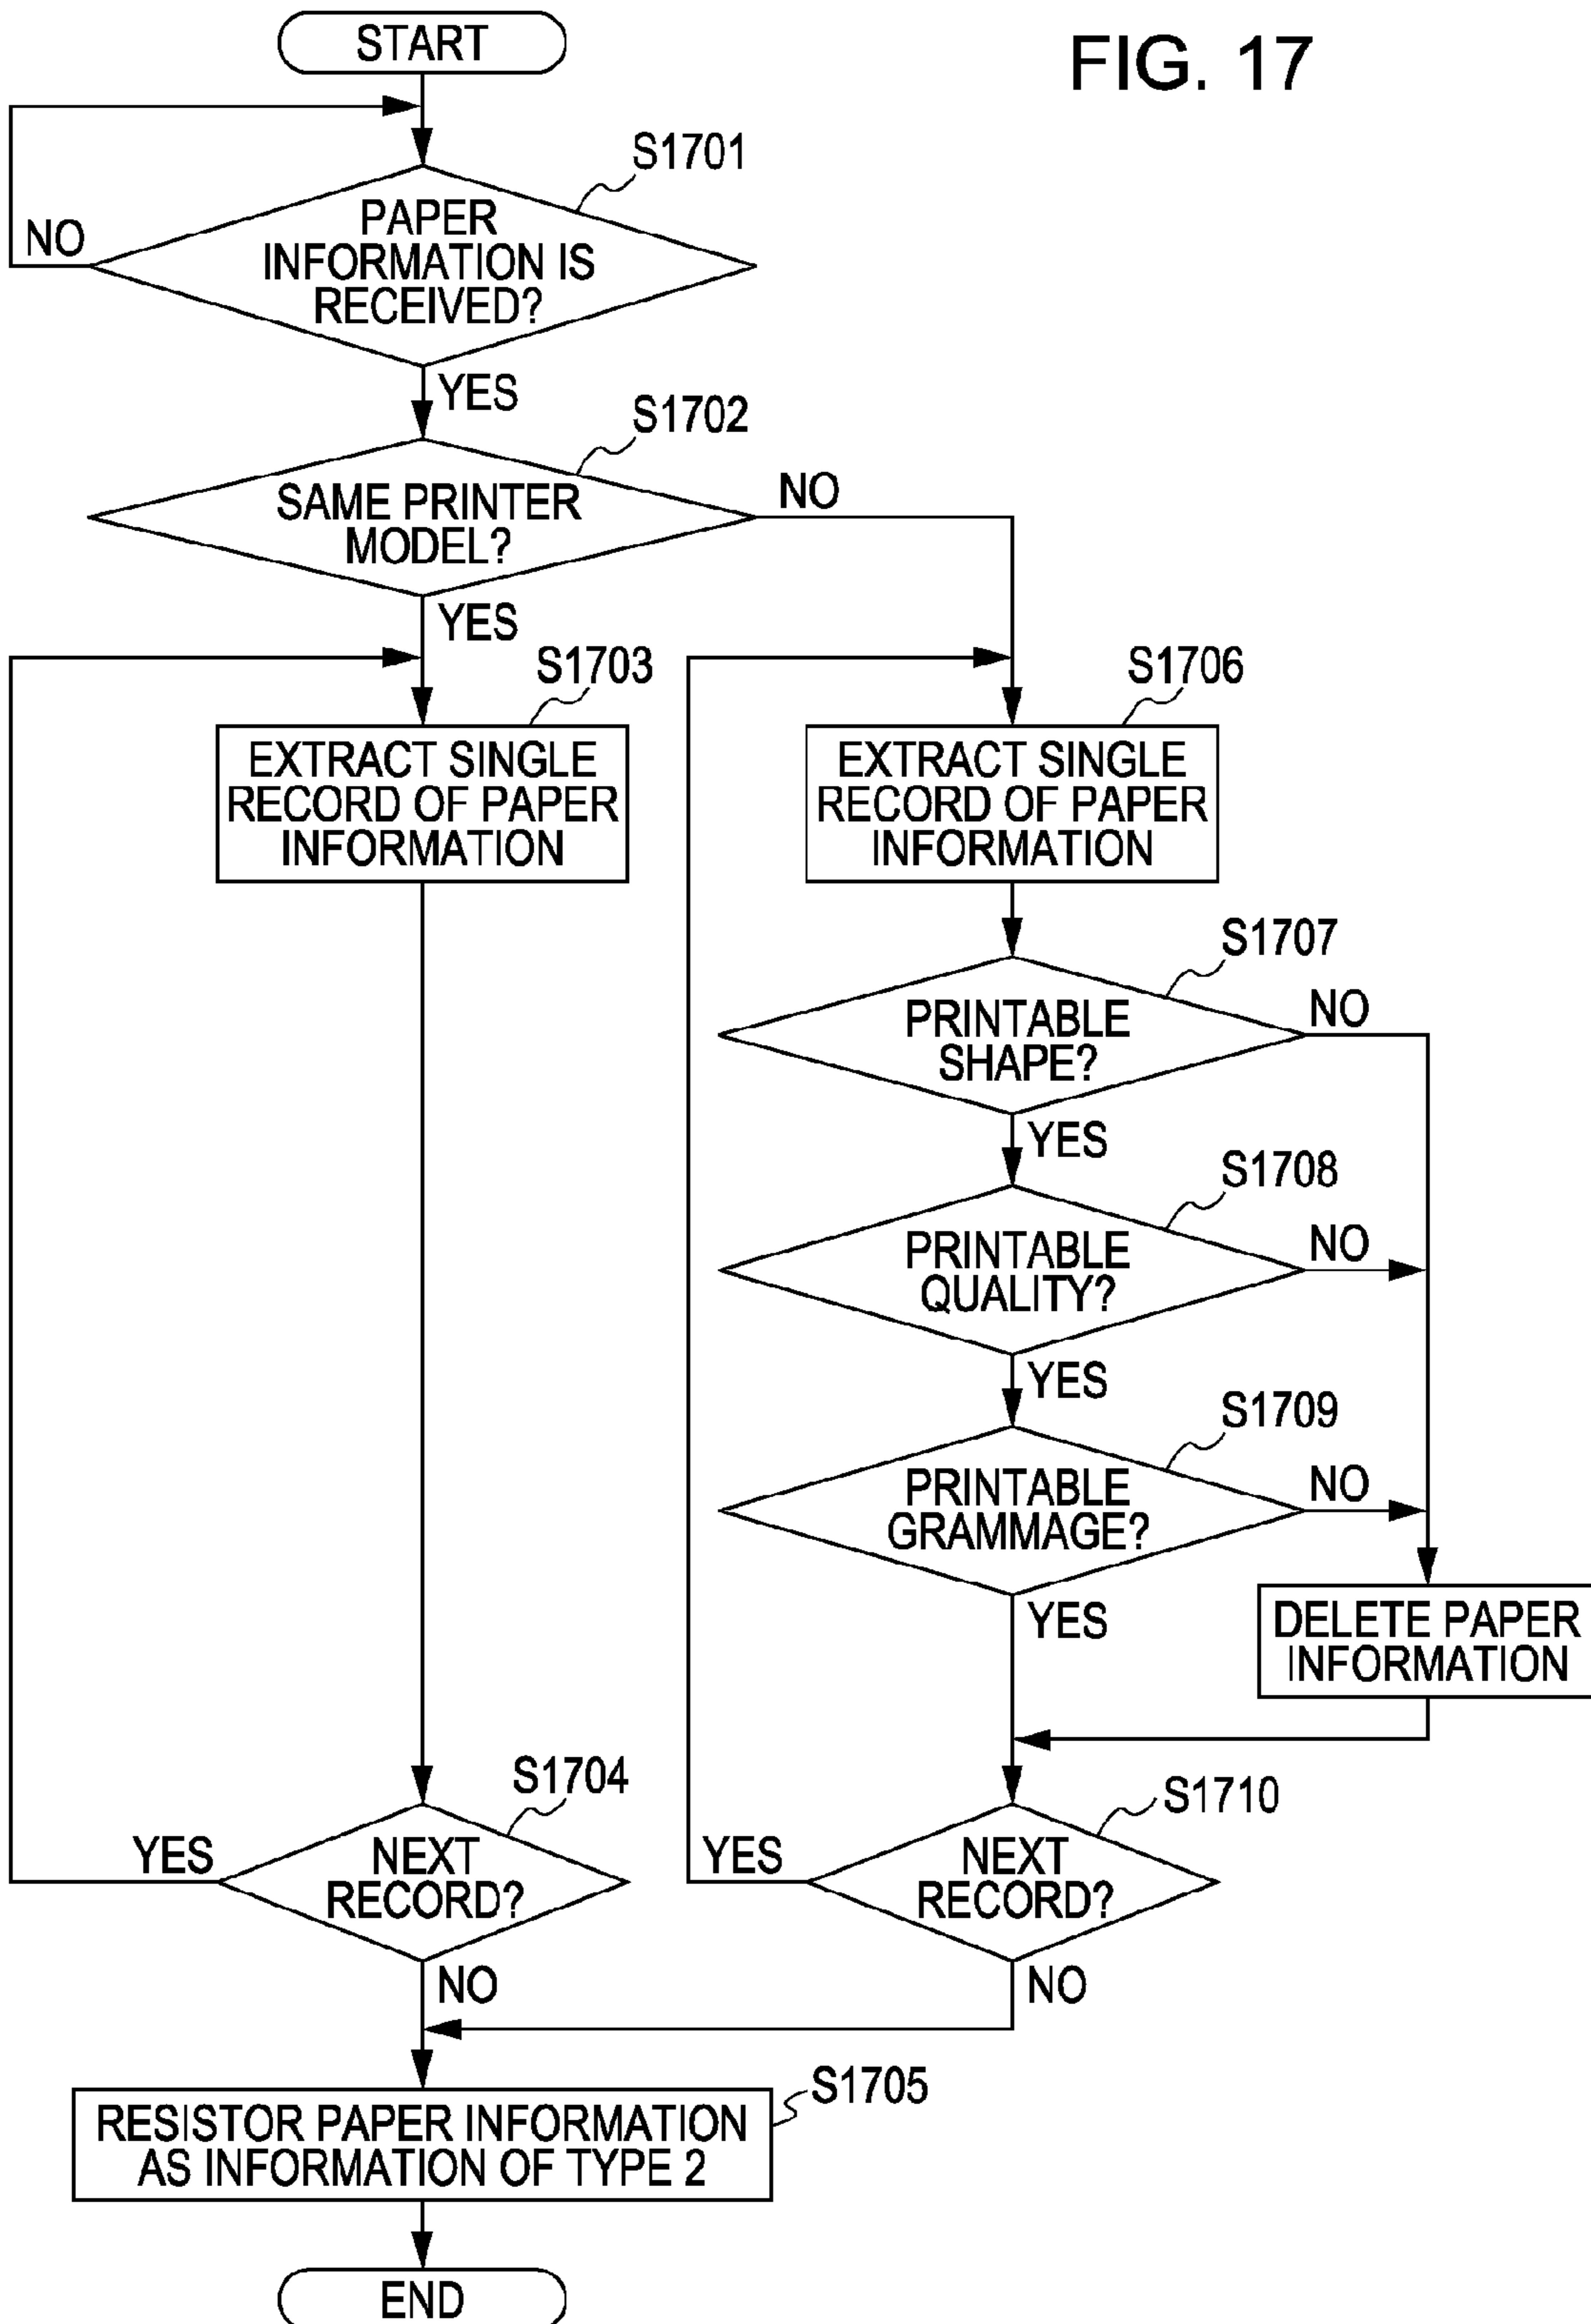 FIG. 17
START
S1701
PAPER
INFORMATION IS
RECEIVED?
NO
YES
S1702
SAME PRINTER
MODEL?
NO
YES
S1703
EXTRACT SINGLE
RECORD OF PAPER
INFORMATION
S1706
EXTRACT SINGLE
RECORD OF PAPER
INFORMATION
S1707
PRINTABLE
SHAPE?
NO
YES
S1708
PRINTABLE
QUALITY?
NO
YES
S1709
PRINTABLE
GRAMMAGE?
NO
YES
DELETE PAPER
INFORMATION
S1704
NEXT
RECORD?
YES
NO
S1710
NEXT
RECORD?
YES
NO
S1705
RESISTOR PAPER INFORMATION
AS INFORMATION OF TYPE 2
END